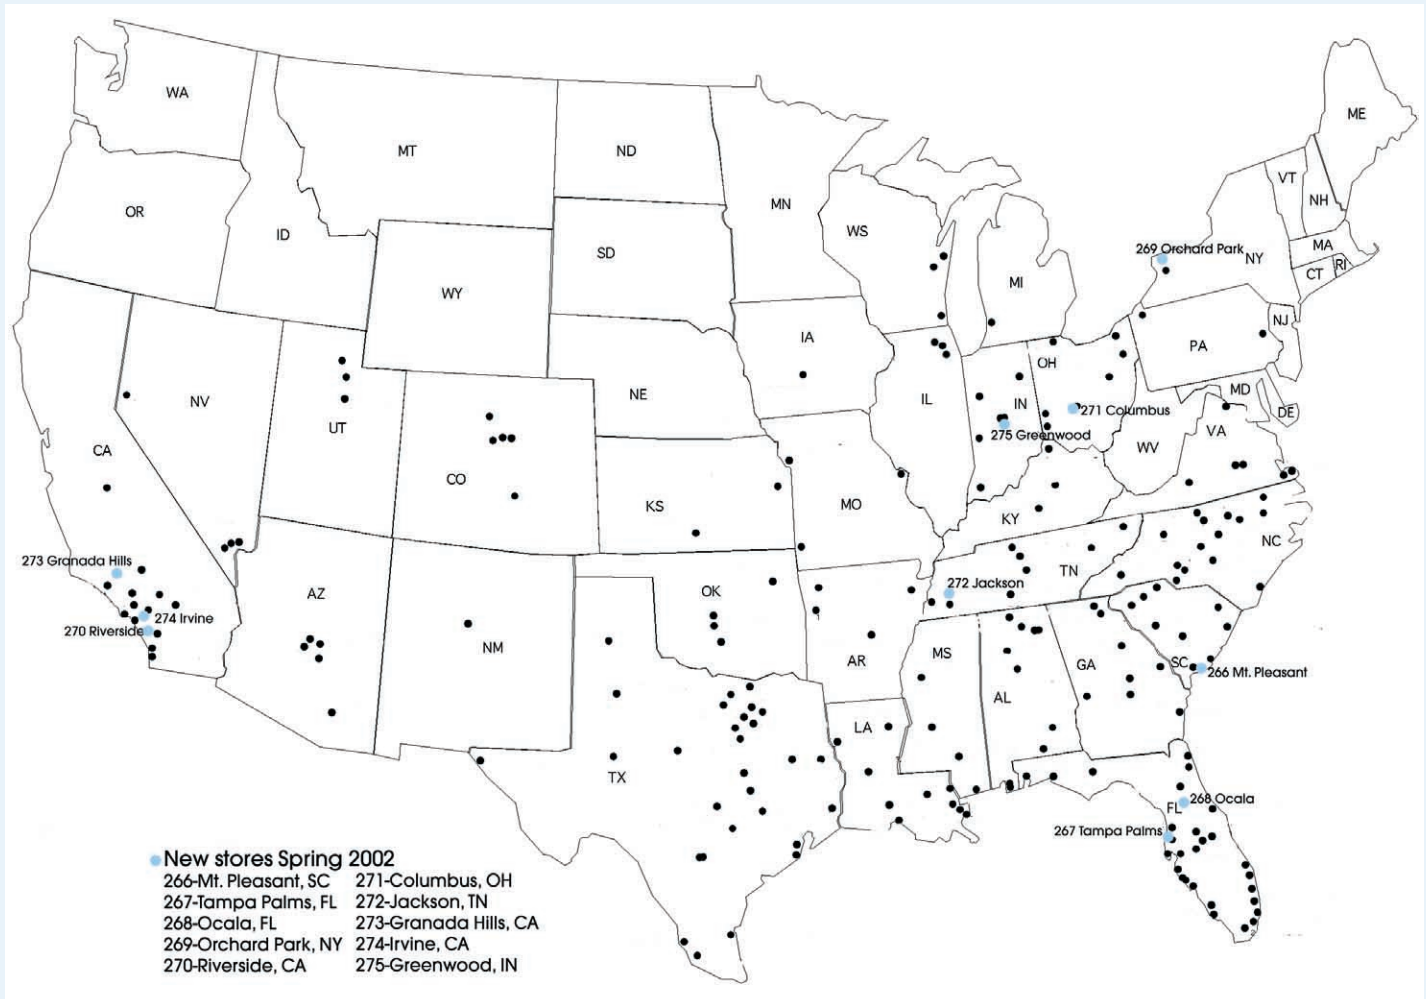 WA
MT
ND
MN
ME
VT
NH
OR
ID
SD
WS
MI
269 Orchard Park
NY
MA
CT
RI
WY
IA
NJ
PA
OH
NV
NE
IL
IN
271 Columbus
MD
DE
UT
275 Greenwood
VA
CA
CO
WV
KS
MO
KY
NC
273 Granada Hills
TN
AZ
OK
272 Jackson
274 Irvine
270 Riverside
NM
MS
AR
GA
SC
266 Mt. Pleasant
AL
LA
TX
FL
268 Ocala
267 Tampa Palms
New stores Spring 2002
266-Mt. Pleasant, SC
267-Tampa Palms, FL
268-Ocala, FL
269-Orchard Park, NY
270-Riverside, CA
271-Columbus, OH
272-Jackson, TN
273-Granada Hills, CA
274-Irvine, CA
275-Greenwood, IN